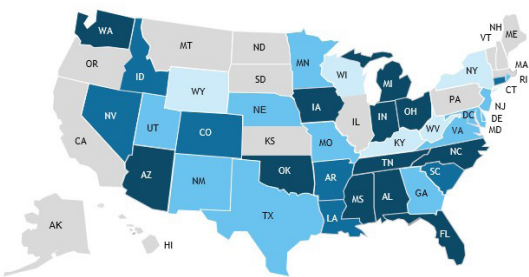 NH
ME
WA
VT
MT
ND
MN
OR
MA
ID
WI
NY
RI
SD
MI
CT
WY
PA
IA
NJ
NE
OH
DE
NV
IL
IN
DC
MD
UT
WV
VA
CO
CA
KS
MO
KY
NC
TN
AZ
OK
AR
SC
NM
MS
AL
GA
TX
LA
AK
FL
HI